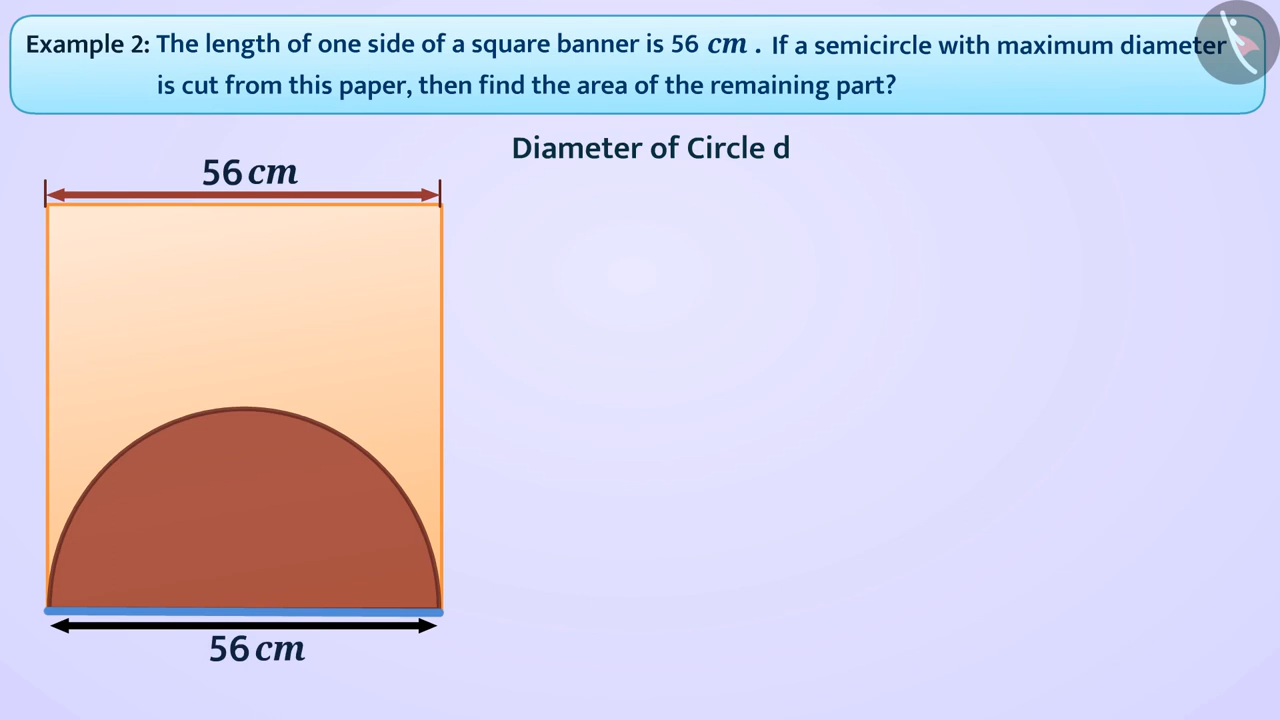 Example 2: The length of one side of a square banner is 56 cm . If a semicircle with maximum diameter
is cut from this paper, then find the area of the remaining part?
Diameter of Circle d
56 cm
56 cm